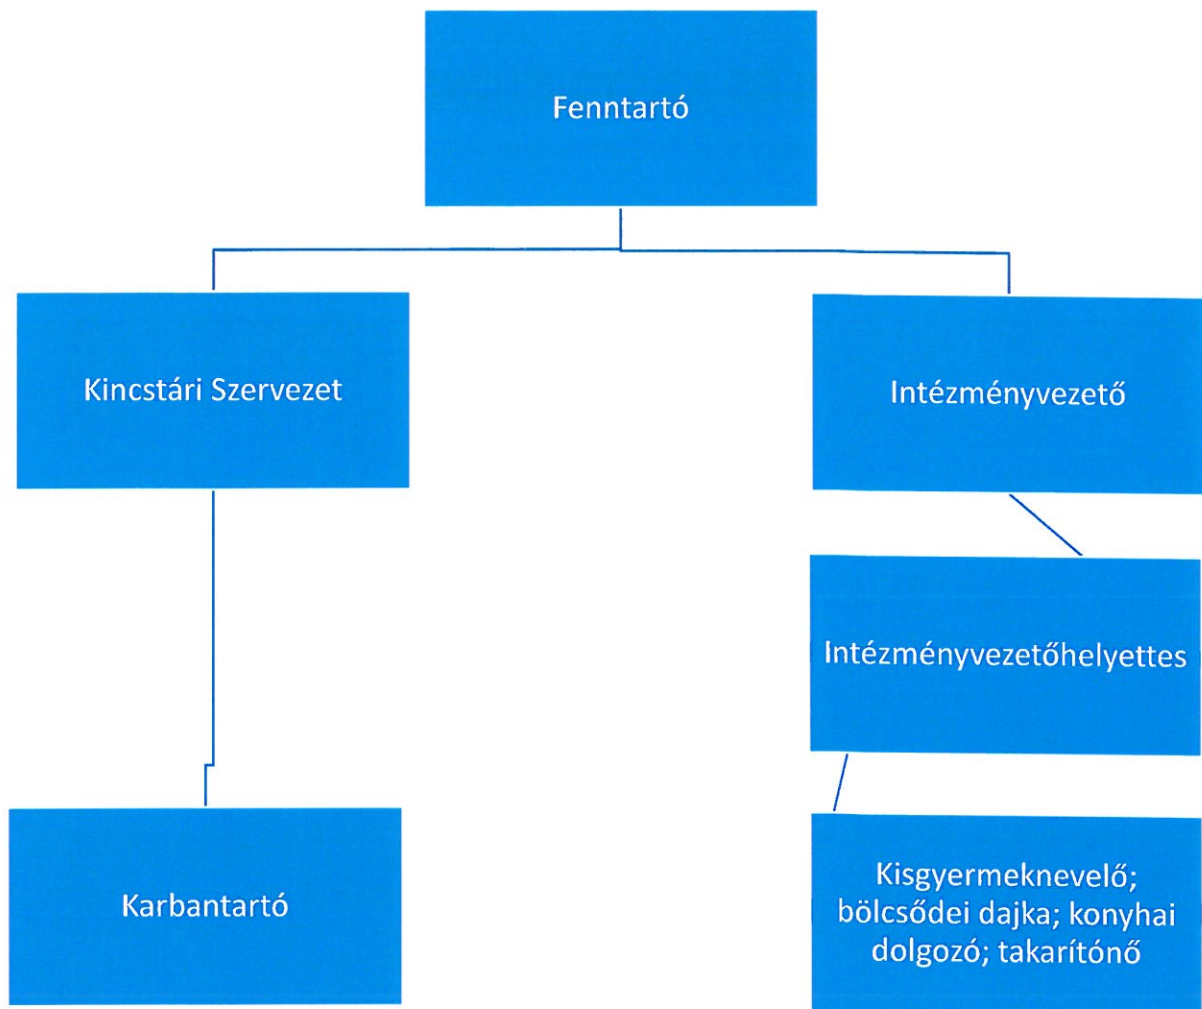 Fenntartó
Kincstári Szervezet
Intézményvezető
Intézményvezetőhelyettes
Karbantartó
Kisgyermeknevelő;
bölcsődei dajka; konyhai
dolgozó; takarítónő